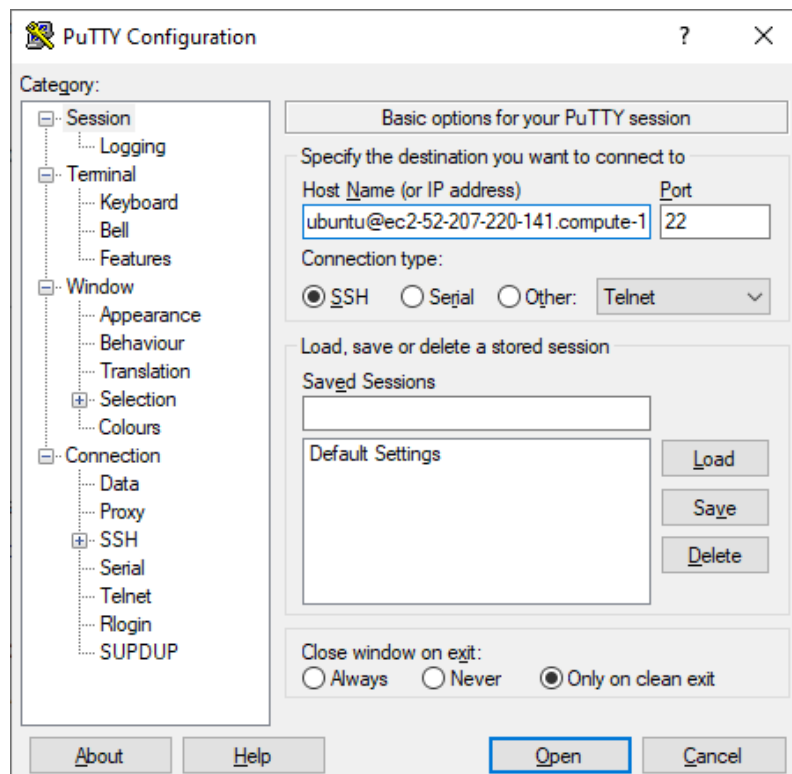 PuTTY Configuration
?
Category:
Session
Logging
Terminal
Keyboard
Bell
Features
Window
Appearance
Behaviour
Translation
Selection
Colours
Connection
Data
Proxy
SSH
Serial
Telnet
Rlogin
SUPDUP
Basic options for your PuTTY session
Specify the destination you want to connect to
Host Name (or IP address) Port
ubuntu@ec2-52-207-220-141.compute-1 22
Connection type:
SSH Serial Other: Telnet
Load, save or delete a stored session
Saved Sessions
Default Settings
Load
Save
Delete
Close window on exit:
Always Never Only on clean exit
About Help Open Cancel